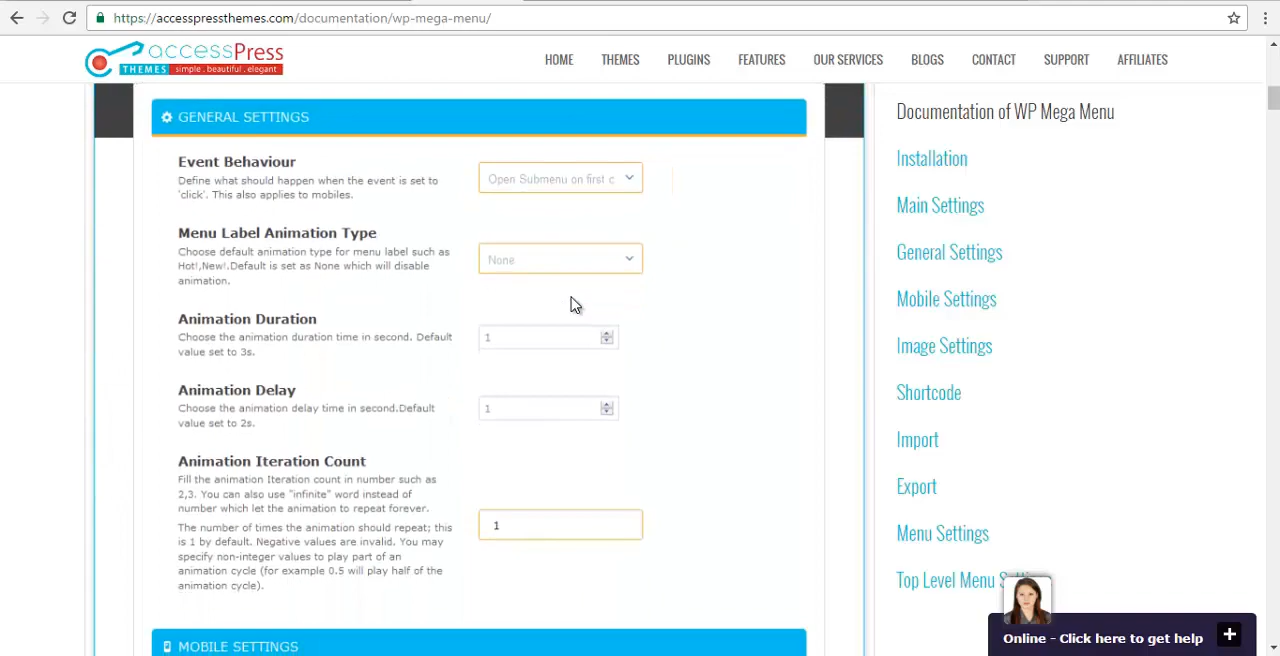 https://accesspressthemes.com/documentation/wp-mega-menu/
accessPress
THEMES simple . beautiful . elegant
HOME THEMES PLUGINS FEATURES OUR SERVICES BLOGS CONTACT SUPPORT AFFILIATES
GENERAL SETTINGS
Event Behaviour
Define what should happen when the event is set to
'click'. This also applies to mobiles.
Open Submenu on first c
Menu Label Animation Type
Choose default animation type for menu label such as
Hot!,New!.Default is set as None which will disable
animation.
None
Animation Duration
Choose the animation duration time in second. Default
value set to 3s.
1
Animation Delay
Choose the animation delay time in second.Default
value set to 2s.
1
Animation Iteration Count
Fill the animation Iteration count in number such as
2,3. You can also use "infinite" word instead of
number which let the animation to repeat forever.
The number of times the animation should repeat; this
is 1 by default. Negative values are invalid. You may
specify non-integer values to play part of an
animation cycle (for example 0.5 will play half of the
animation cycle).
1
MOBILE SETTINGS
Documentation of WP Mega Menu
Installation
Main Settings
General Settings
Mobile Settings
Image Settings
Shortcode
Import
Export
Menu Settings
Top Level Menu
Online - Click here to get help